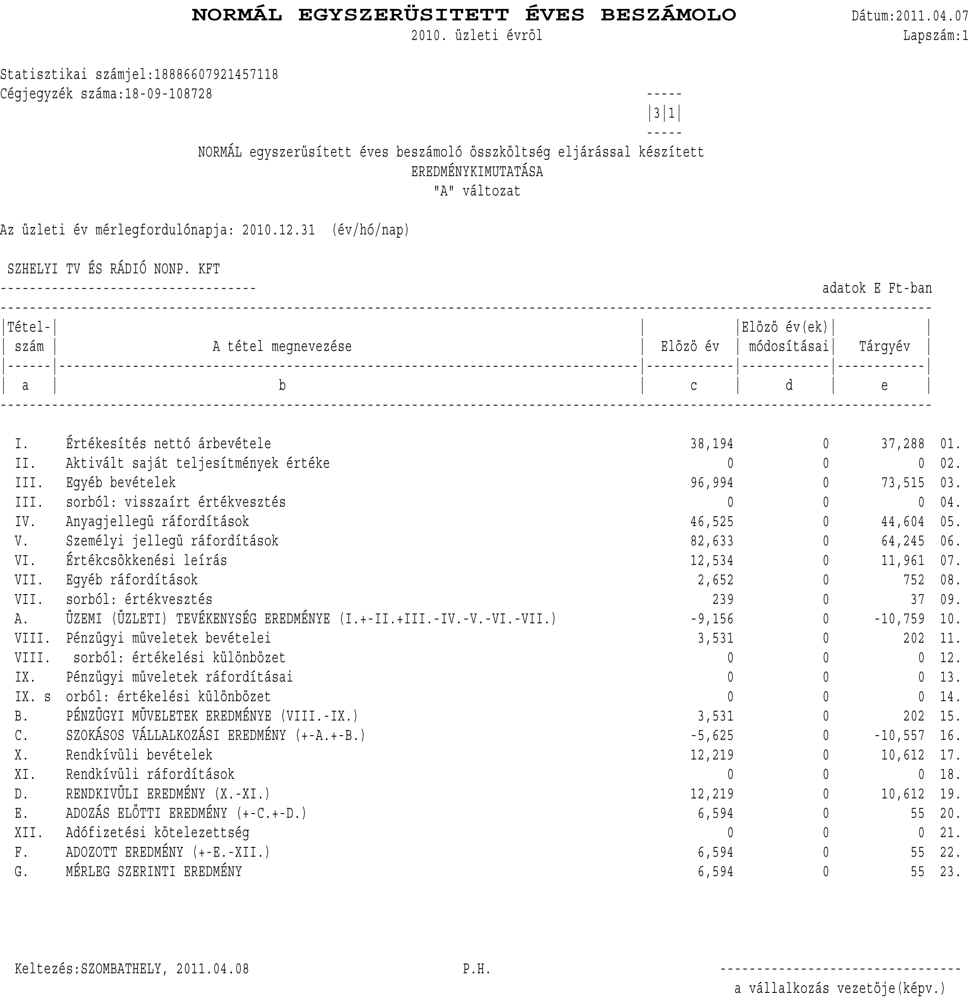 NORMÁL EGYSZERÜSITETT ÉVES BESZÁMOLO Dátum:2011.04.07
2010. üzleti évröl Lapszám:1
Statisztikai számjel:18886607921457118
Cégjegyzék száma:18-09-108728 -----
|3|1|
-----
NORMÁL egyszerüsített éves beszámoló összköltség eljárással készített
EREDMÉNYKIMUTATÁSA
"A" változat
Az üzleti év mérlegfordulónapja: 2010.12.31 (év/hó/nap)
SZHELYI TV ÉS RÁDIÓ NONP. KFT
----------------------------------- adatok E Ft-ban
|Tétel-| | |Elözö év(ek)| |
| szám | A tétel megnevezése | Elözö év | módosításai| Tárgyév |
| a | b | c | d | e |
I. Értékesítés nettó árbevétele 38,194 0 37,288 01.
II. Aktivált saját teljesítmények értéke 0 0 0 02.
III. Egyéb bevételek 96,994 0 73,515 03.
III. sorból: visszaírt értékvesztés 0 0 0 04.
IV. Anyagjellegü ráfordítások 46,525 0 44,604 05.
V. Személyi jellegü ráfordítások 82,633 0 64,245 06.
VI. Értékcsökkenési leírás 12,534 0 11,961 07.
VII. Egyéb ráfordítások 2,652 0 752 08.
VII. sorból: értékvesztés 239 0 37 09.
A. ÜZEMI (ÜZLETI) TEVÉKENYSÉG EREDMÉNYE (I.+-II.+III.-IV.-V.-VI.-VII.) -9,156 0 -10,759 10.
VIII. Pénzügyi müveletek bevételei 3,531 0 202 11.
VIII. sorból: értékelési különbözet 0 0 0 12.
IX. Pénzügyi müveletek ráfordításai 0 0 0 13.
IX. s orból: értékelési különbözet 0 0 0 14.
B. PÉNZÜGYI MÜVELETEK EREDMÉNYE (VIII.-IX.) 3,531 0 202 15.
C. SZOKÁSOS VÁLLALKOZÁSI EREDMÉNY (+-A.+-B.) -5,625 0 -10,557 16.
X. Rendkívüli bevételek 12,219 0 10,612 17.
XI. Rendkívüli ráfordítások 0 0 0 18.
D. RENDKIVÜLI EREDMÉNY (X.-XI.) 12,219 0 10,612 19.
E. ADOZÁS ELÖTTI EREDMÉNY (+-C.+-D.) 6,594 0 55 20.
XII. Adófizetési kötelezettség 0 0 0 21.
F. ADOZOTT EREDMÉNY (+-E.-XII.) 6,594 0 55 22.
G. MÉRLEG SZERINTI EREDMÉNY 6,594 0 55 23.
Keltezés:SZOMBATHELY, 2011.04.08 P.H. ---------------------------------
a vállalkozás vezetöje(képv.)